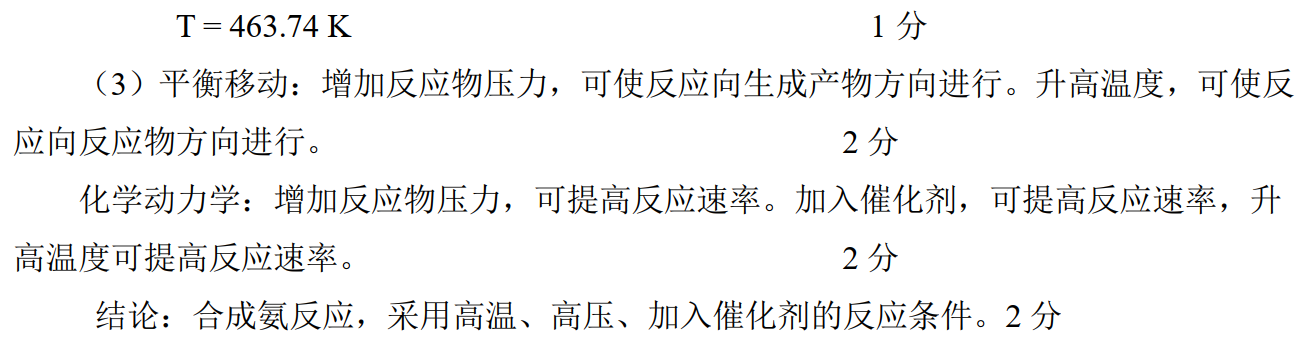 T = 463.74 K 1 分
（3）平衡移动：增加反应物压力，可使反应向生成产物方向进行。升高温度，可使反
应向反应物方向进行。 2 分
化学动力学：增加反应物压力，可提高反应速率。加入催化剂，可提高反应速率，升
高温度可提高反应速率。 2 分
结论：合成氨反应，采用高温、高压、加入催化剂的反应条件。2 分